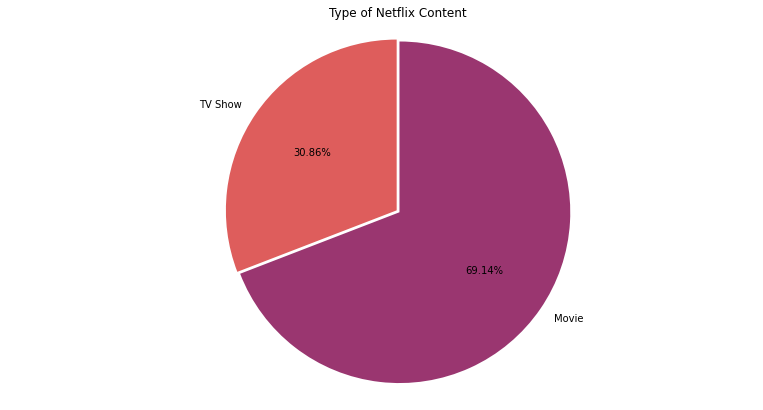 Type of Netflix Content
TV Show
30.86%
69.14%
Movie